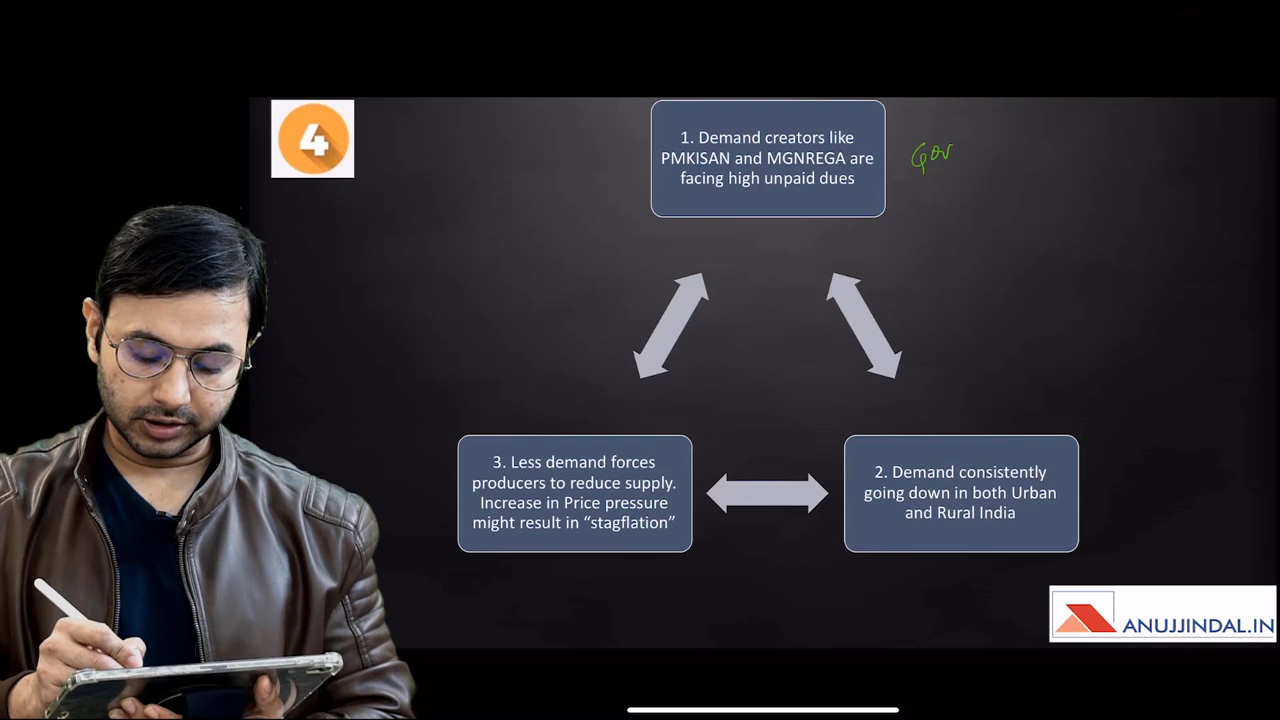 4
1. Demand creators like
PMKISAN and MGNREGA are
facing high unpaid dues
Gov
3. Less demand forces
producers to reduce supply.
Increase in Price pressure
might result in “stagflation”
2. Demand consistently
going down in both Urban
and Rural India
ANUJJINDAL.IN